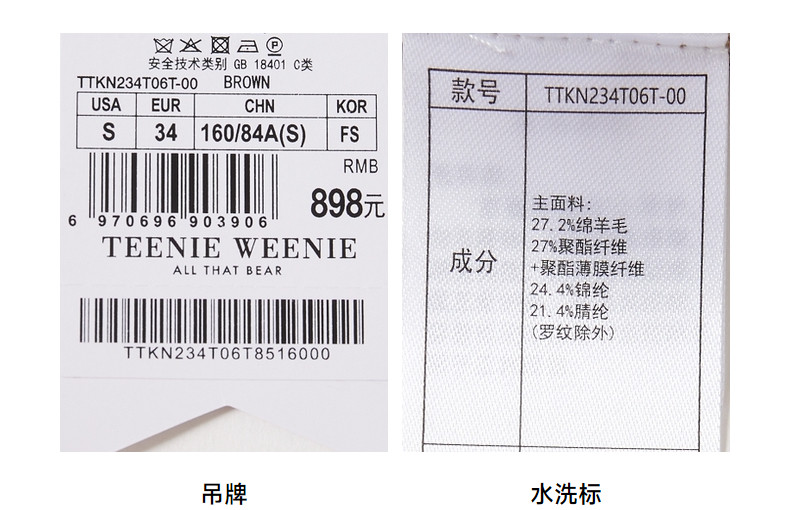 安全技术类别 GB 18401 C类
TTKN234T06T-00 BROWN
USA EUR CHN KOR
S 34 160/84A(S) FS
RMB
898元
6 970696 903906
TEENIE WEENIE
ALL THAT BEAR
TTKN234T06T8516000
吊牌
款号 TTKN234T06T-00
成分
主面料:
27.2%绵羊毛
27%聚酯纤维
+聚酯薄膜纤维
24.4%锦纶
21.4%腈纶
(罗纹除外)
水洗标